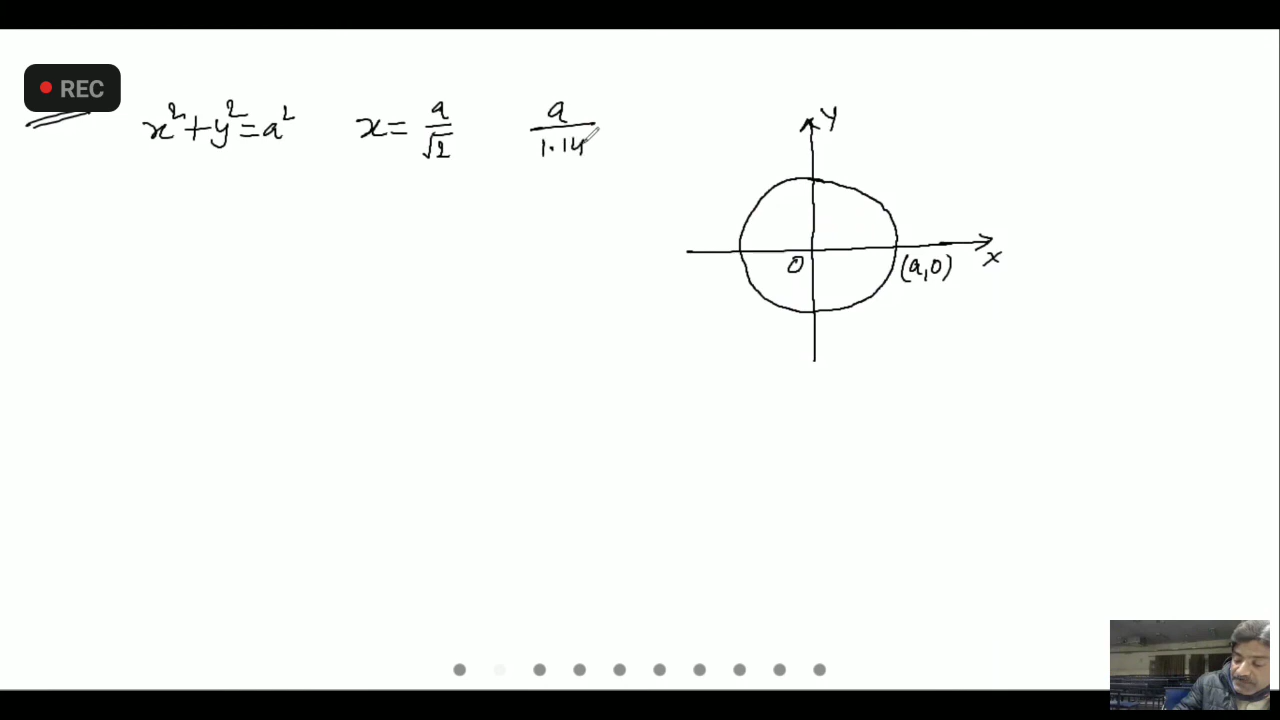 REC
x²+y²=a² x=a/√2 a/1.14
Y
O (a,0) x